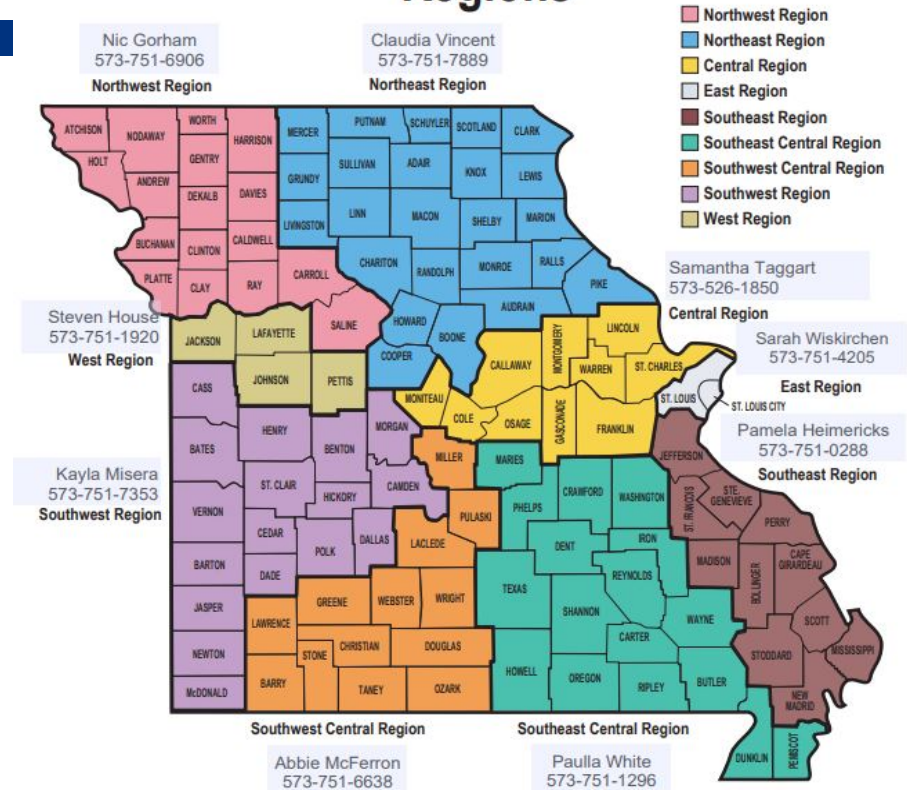 Regions
Nic Gorham
573-751-6906
Northwest Region
Claudia Vincent
573-751-7889
Northeast Region
Northwest Region
Northeast Region
Central Region
East Region
Southeast Region
Southeast Central Region
Southwest Central Region
Southwest Region
West Region
ATCHISON
NODAWAY
WORTH
HARRISON
MERCER
PUTNAM
SCHUYLER
SCOTLAND
CLARK
HOLT
GENTRY
SULLIVAN
ADAIR
KNOX
LEWIS
ANDREW
DEKALB
DAVIES
GRUNDY
LIVINGSTON
LINN
MACON
SHELBY
MARION
BUCHANAN
CLINTON
CALDWELL
CARROLL
CHARITON
RANDOLPH
MONROE
RALLS
PIKE
PLATTE
CLAY
RAY
SALINE
HOWARD
BOONE
AUDRAIN
COOPER
Samantha Taggart
573-526-1850
Central Region
Steven House
573-751-1920
West Region
JACKSON
LAFAYETTE
JOHNSON
PETTIS
MONITEAU
COLE
CALLAWAY
OSAGE
MONTGOMERY
GASCONADE
LINCOLN
WARREN
ST. CHARLES
FRANKLIN
Sarah Wiskirchen
573-751-4205
East Region
ST. LOUIS
ST. LOUIS CITY
Pamela Heimericks
573-751-0288
Southeast Region
CASS
HENRY
BENTON
MORGAN
MILLER
MARIES
JEFFERSON
BATES
ST. CLAIR
HICKORY
CAMDEN
PULASKI
PHELPS
CRAWFORD
WASHINGTON
ST. FRANCOIS
STE.
GENEVIEVE
PERRY
Kayla Misera
573-751-7353
Southwest Region
VERNON
CEDAR
POLK
DALLAS
LACLEDE
DENT
IRON
REYNOLDS
MADISON
BOLLINGER
CAPE
GIRARDEAU
BARTON
DADE
GREENE
WEBSTER
WRIGHT
TEXAS
SHANNON
WAYNE
SCOTT
JASPER
LAWRENCE
CHRISTIAN
DOUGLAS
CARTER
STODDARD
MISSISSIPPI
NEWTON
STONE
HOWELL
OREGON
RIPLEY
BUTLER
NEW
MADRID
McDONALD
BARRY
TANEY
OZARK
DUNKLIN
PEMISCOT
Southwest Central Region
Abbie McFerron
573-751-6638
Southeast Central Region
Paulla White
573-751-1296